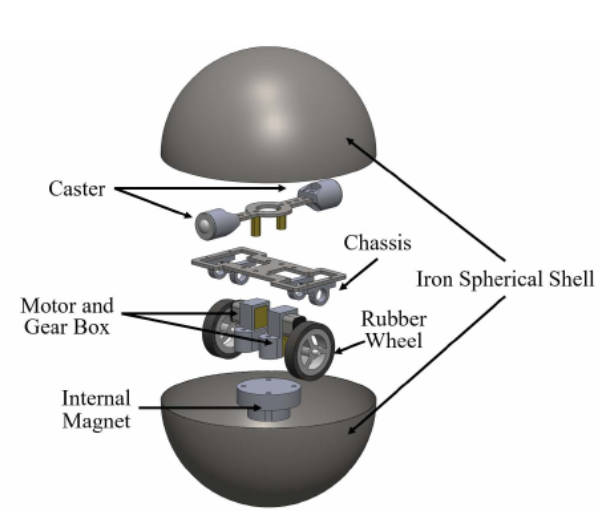 Caster
Chassis
Iron Spherical Shell
Motor and
Gear Box
Rubber
Wheel
Internal
Magnet